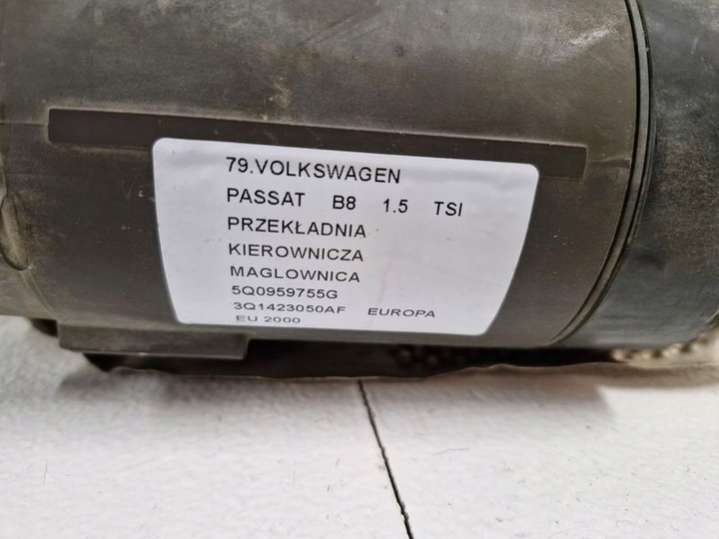 79.VOLKSWAGEN
PASSAT B8 1.5 TSI
PRZEKŁADNIA
KIEROWNICZA
MAGLOWNICA
5Q0959755G
3Q1423050AF EUROPA
EU 2000